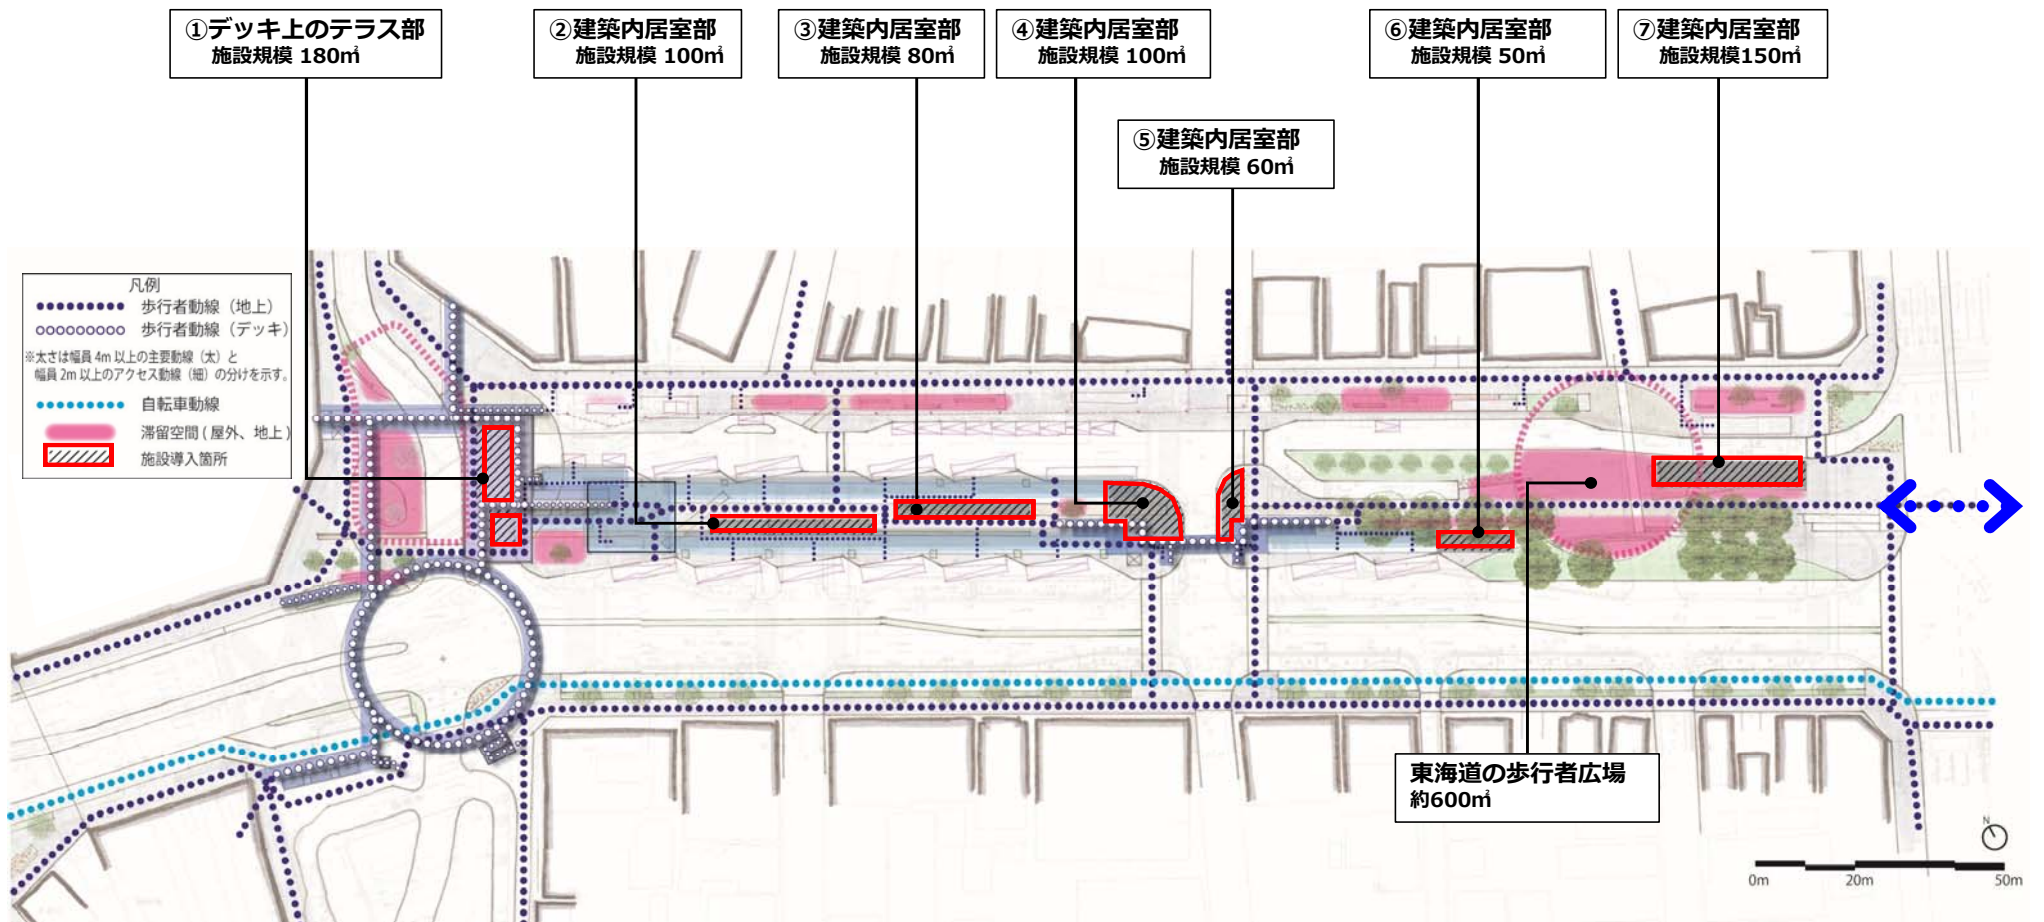 ①デッキ上のテラス部
施設規模 180㎡
②建築内居室部
施設規模 100㎡
③建築内居室部
施設規模 80㎡
④建築内居室部
施設規模 100㎡
⑤建築内居室部
施設規模 60㎡
⑥建築内居室部
施設規模 50㎡
⑦建築内居室部
施設規模150㎡
凡例
歩行者動線（地上）
歩行者動線（デッキ）
※太さは幅員 4m 以上の主要動線（太）と
幅員 2m 以上のアクセス動線（細）の分けを示す。
自転車動線
滞留空間 ( 屋外、地上 )
施設導入箇所
東海道の歩行者広場
約600㎡
N
0m 20m 50m